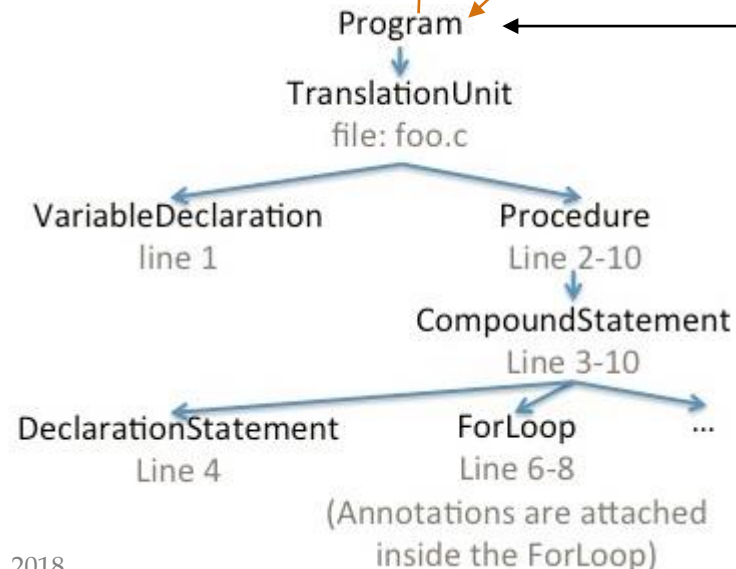 Program
TranslationUnit
file: foo.c
VariableDeclaration Procedure
line 1 Line 2-10
CompoundStatement
Line 3-10
DeclarationStatement ForLoop ...
Line 4 Line 6-8
(Annotations are attached
inside the ForLoop)
2018